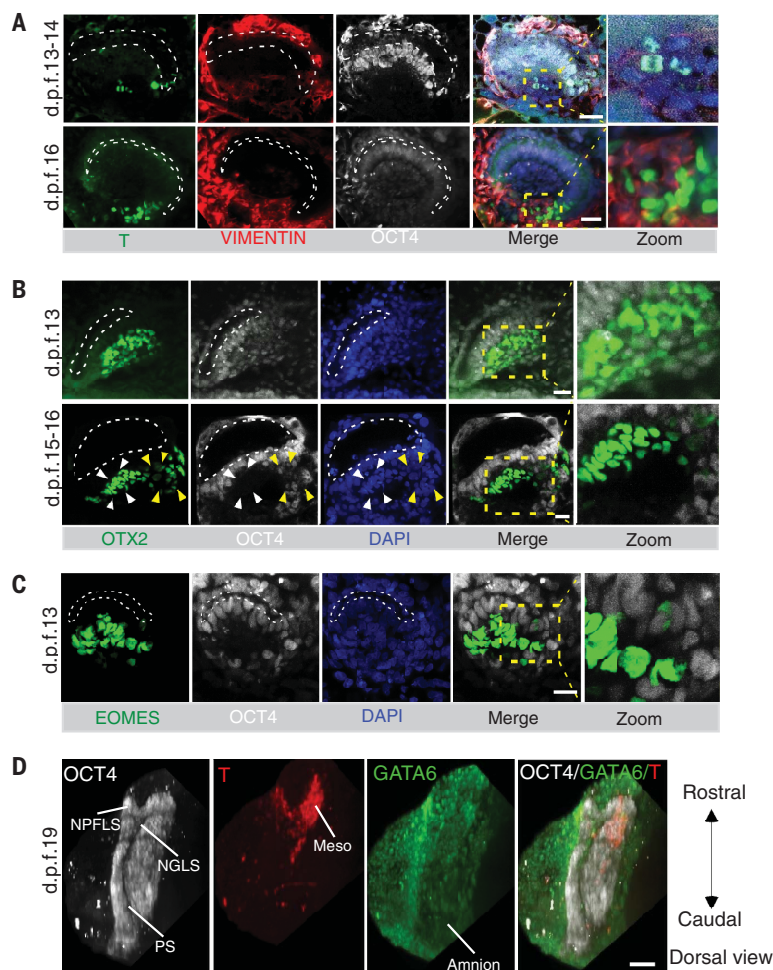 A
d.p.f.13-14
d.p.f.16
T VIMENTIN OCT4 Merge Zoom
B
d.p.f.13
d.p.f.15-16
OTX2 OCT4 DAPI Merge Zoom
C
d.p.f.13
EOMES OCT4 DAPI Merge Zoom
D
d.p.f.19
OCT4 T GATA6 OCT4/GATA6/T
NPFLS
NGLS
PS
Meso
Amnion
Rostral
Caudal
Dorsal view